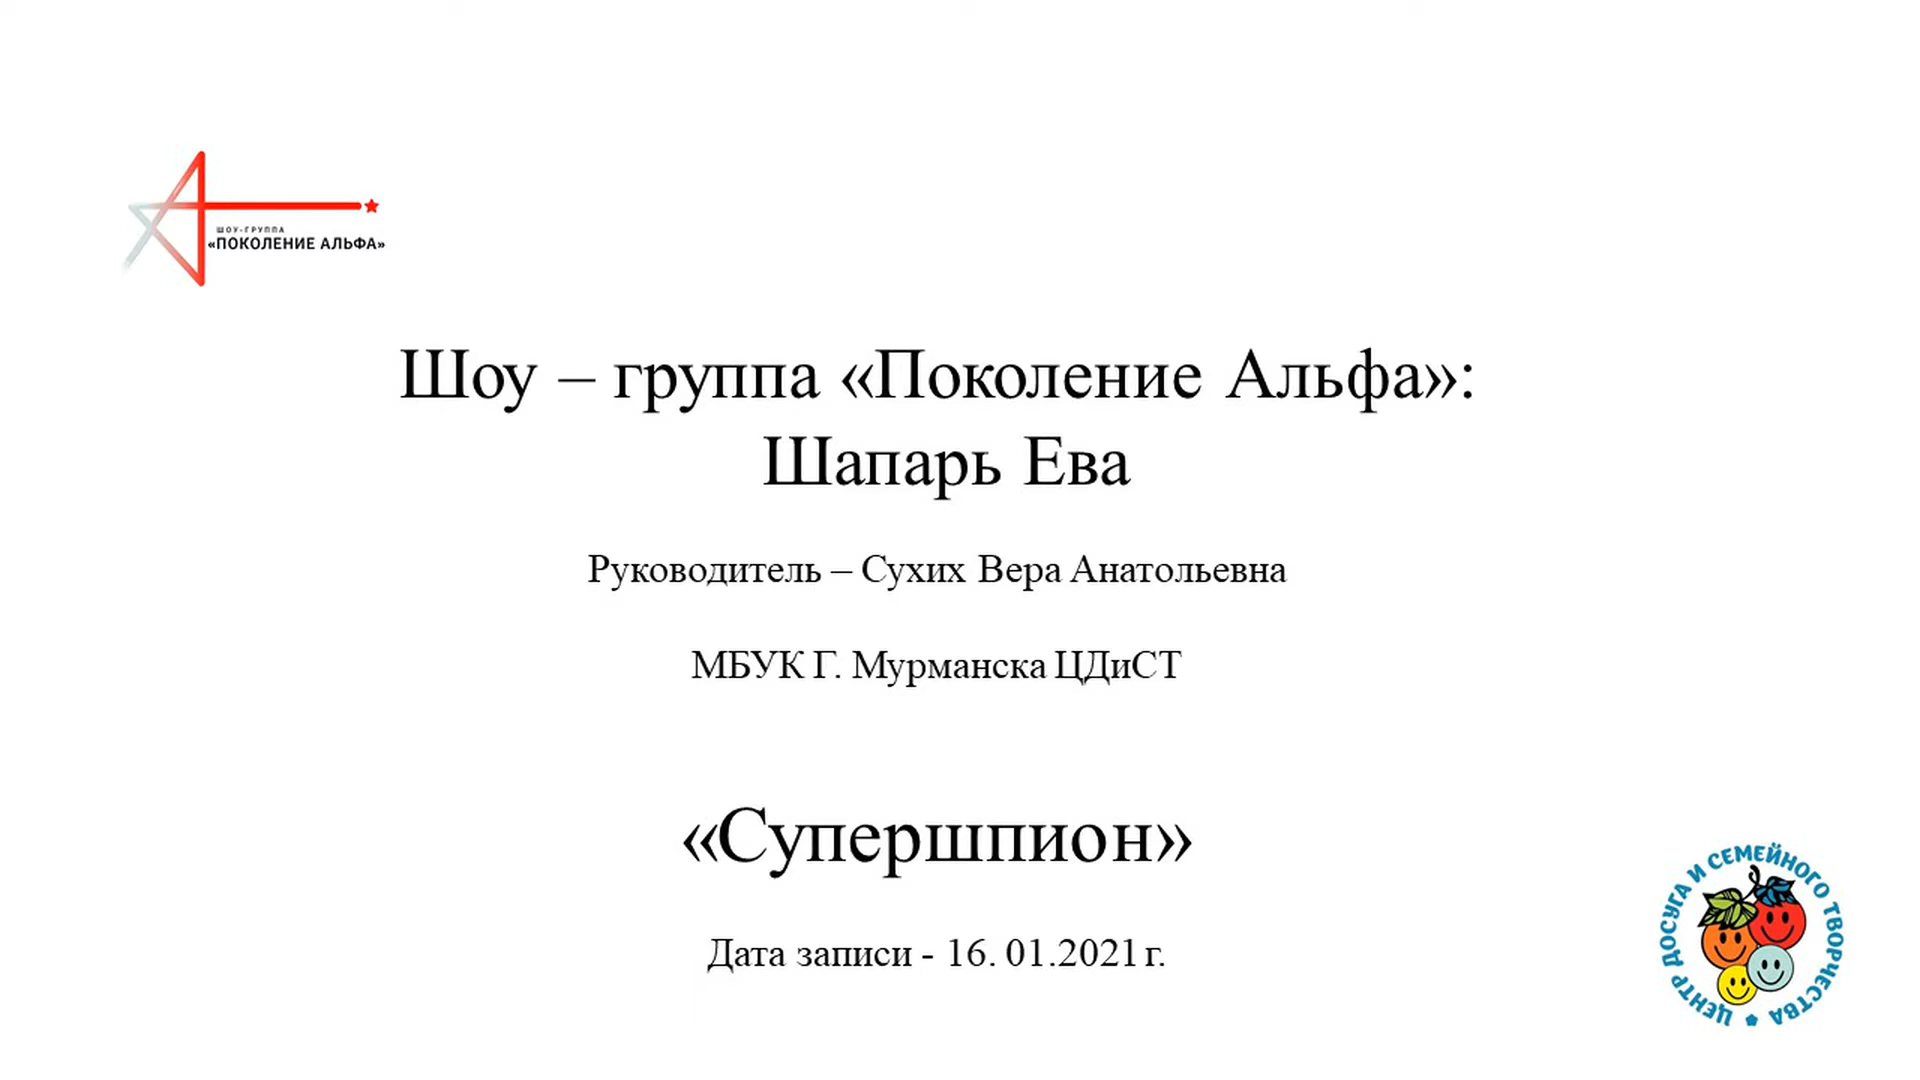 ШОУ-ГРУППА
«ПОКОЛЕНИЕ АЛЬФА»
Шоу – группа «Поколение Альфа»:
Шапарь Ева
Руководитель – Сухих Вера Анатольевна
МБУК Г. Мурманска ЦДиСТ
«Супершпион»
Дата записи - 16. 01.2021 г.
ЦЕНТР ДОСУГА И СЕМЕЙНОГО ТВОРЧЕСТВА